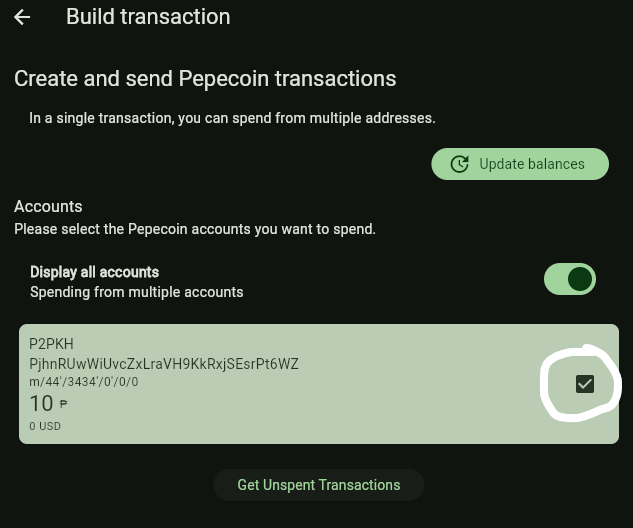 Build transaction
Create and send Pepecoin transactions
In a single transaction, you can spend from multiple addresses.
Update balances
Accounts
Please select the Pepecoin accounts you want to spend.
Display all accounts
Spending from multiple accounts
P2PKH
PjhnRUwWiUvcZxLraVH9KkRxjSEsrPt6WZ
m/44'/3434'/0'/0/0
10 ₱
0 USD
Get Unspent Transactions